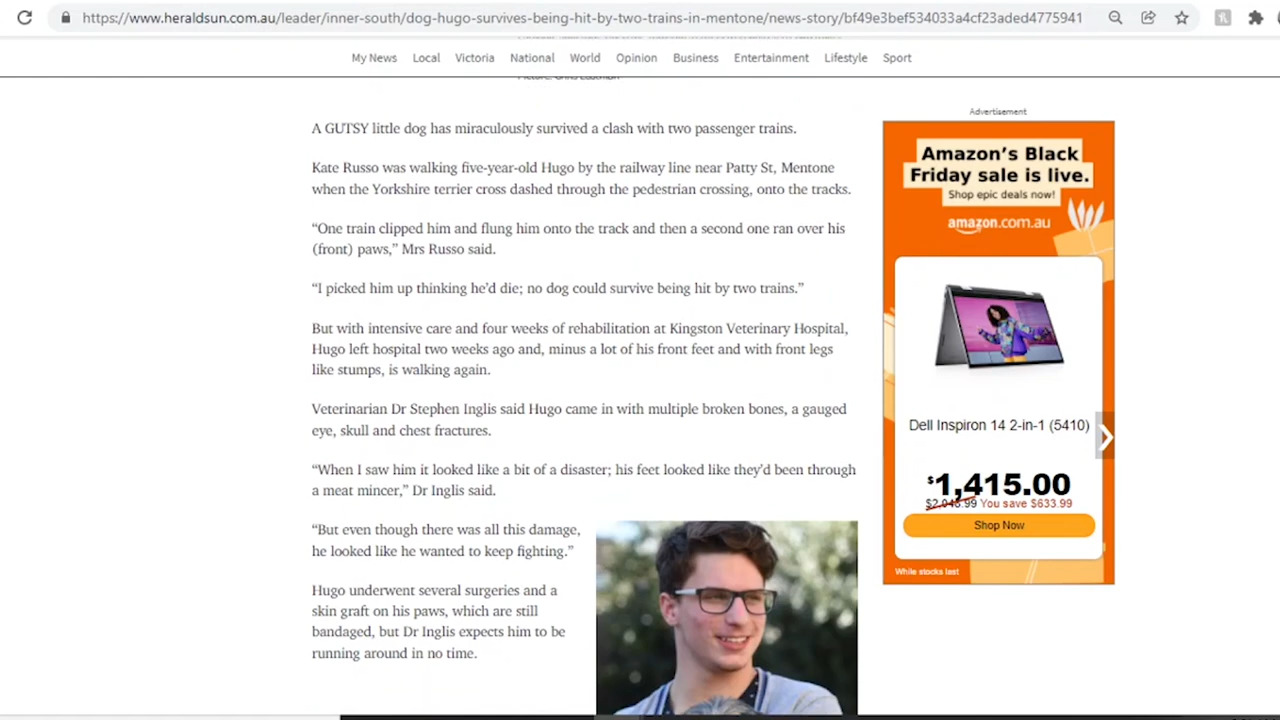 https://www.heraldsun.com.au/leader/inner-south/dog-hugo-survives-being-hit-by-two-trains-in-mentone/news-story/bf49e3bef534033a4cf23aded4775941
My News Local Victoria National World Opinion Business Entertainment Lifestyle Sport
A GUTSY little dog has miraculously survived a clash with two passenger trains.
Kate Russo was walking five-year-old Hugo by the railway line near Patty St, Mentone
when the Yorkshire terrier cross dashed through the pedestrian crossing, onto the tracks.
“One train clipped him and flung him onto the track and then a second one ran over his
(front) paws,” Mrs Russo said.
“I picked him up thinking he’d die; no dog could survive being hit by two trains.”
But with intensive care and four weeks of rehabilitation at Kingston Veterinary Hospital,
Hugo left hospital two weeks ago and, minus a lot of his front feet and with front legs
like stumps, is walking again.
Veterinarian Dr Stephen Inglis said Hugo came in with multiple broken bones, a gauged
eye, skull and chest fractures.
“When I saw him it looked like a bit of a disaster; his feet looked like they’d been through
a meat mincer,” Dr Inglis said.
“But even though there was all this damage,
he looked like he wanted to keep fighting.”
Hugo underwent several surgeries and a
skin graft on his paws, which are still
bandaged, but Dr Inglis expects him to be
running around in no time.
Advertisement
Amazon’s Black
Friday sale is live.
Shop epic deals now!
amazon.com.au
Dell Inspiron 14 2-in-1 (5410)
$1,415.00
$2,048.99 You save $633.99
Shop Now
While stocks last